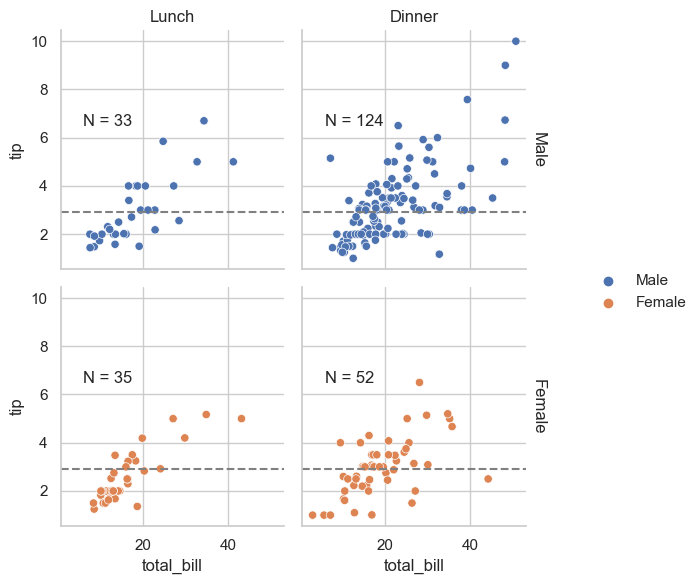 Lunch
Dinner
10
8
6
4
2
tip
N = 33
N = 124
Male
Male
Female
10
8
6
4
2
tip
N = 35
N = 52
Female
20
40
20
40
total_bill
total_bill